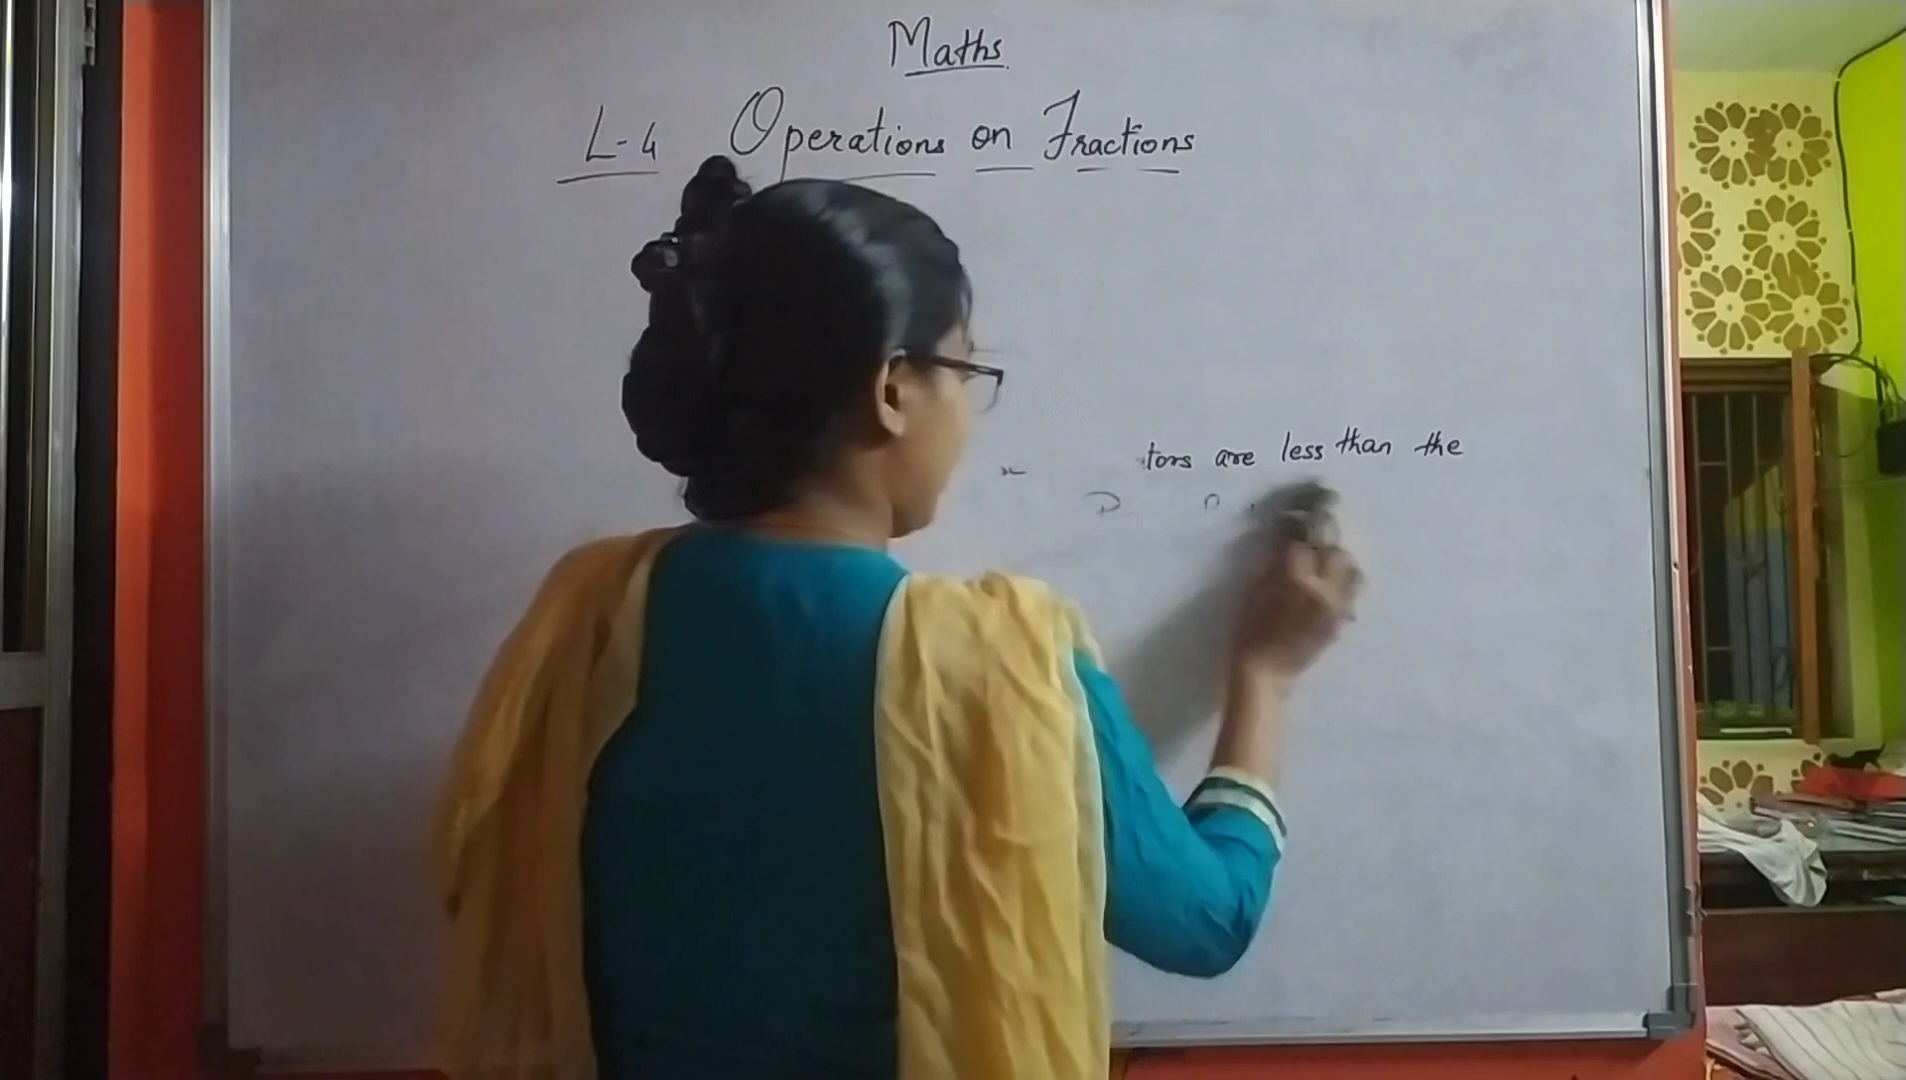 Maths
L-4 Operations on Fractions
tors are less than the